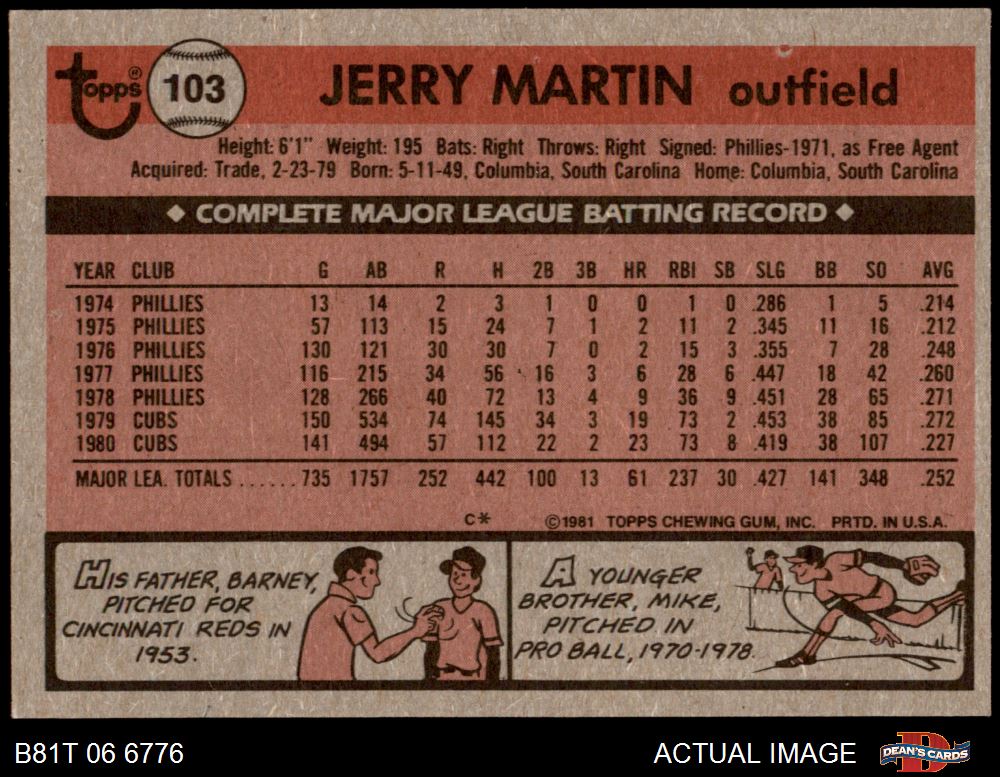 Topps® 103 JERRY MARTIN outfield
Height: 6'1" Weight: 195 Bats: Right Throws: Right Signed: Phillies-1971, as Free Agent
Acquired: Trade, 2-23-79 Born: 5-11-49, Columbia, South Carolina Home: Columbia, South Carolina
◆ COMPLETE MAJOR LEAGUE BATTING RECORD ◆
YEAR CLUB G AB R H 2B 3B HR RBI SB SLG BB SO AVG
1974 PHILLIES 13 14 2 3 1 0 0 1 0 .286 1 5 .214
1975 PHILLIES 57 113 15 24 7 1 2 11 2 .345 11 16 .212
1976 PHILLIES 130 121 30 30 7 0 2 15 3 .355 7 28 .248
1977 PHILLIES 116 215 34 56 16 3 6 28 6 .447 18 42 .260
1978 PHILLIES 128 266 40 72 13 4 9 36 9 .451 28 65 .271
1979 CUBS 150 534 74 145 34 3 19 73 2 .453 38 85 .272
1980 CUBS 141 494 57 112 22 2 23 73 8 .419 38 107 .227
MAJOR LEA. TOTALS ...... 735 1757 252 442 100 13 61 237 30 .427 141 348 .252
C* ©1981 TOPPS CHEWING GUM, INC. PRTD. IN U.S.A.
HIS FATHER, BARNEY,
PITCHED FOR
CINCINNATI REDS IN
1953.
A YOUNGER
BROTHER, MIKE,
PITCHED IN
PRO BALL, 1970-1978.
B81T 06 6776 ACTUAL IMAGE DEAN'S CARDS